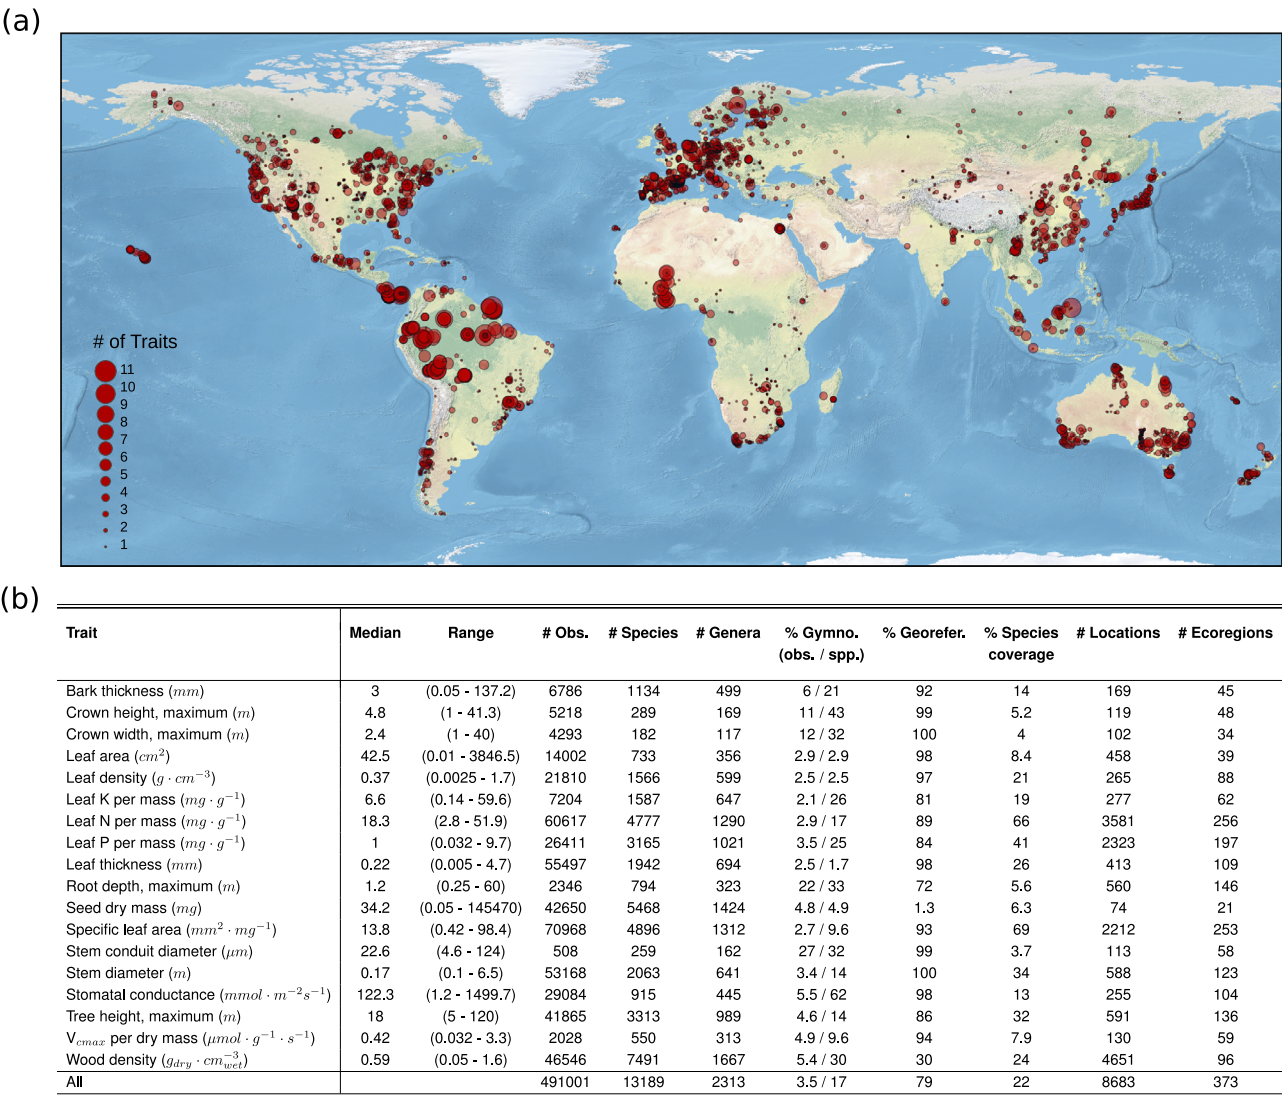 (a)
# of Traits
11
10
9
8
7
6
5
4
3
2
1
(b)
Trait Median Range # Obs. # Species # Genera % Gymno. % Georefer. % Species # Locations # Ecoregions
(obs. / spp.) coverage
Bark thickness (mm) 3 (0.05 - 137.2) 6786 1134 499 6 / 21 92 14 169 45
Crown height, maximum (m) 4.8 (1 - 41.3) 5218 289 169 11 / 43 99 5.2 119 48
Crown width, maximum (m) 2.4 (1 - 40) 4293 182 117 12 / 32 100 4 102 34
Leaf area (cm²) 42.5 (0.01 - 3846.5) 14002 733 356 2.9 / 2.9 98 8.4 458 39
Leaf density (g · cm⁻³) 0.37 (0.0025 - 1.7) 21810 1566 599 2.5 / 2.5 97 21 265 88
Leaf K per mass (mg · g⁻¹) 6.6 (0.14 - 59.6) 7204 1587 647 2.1 / 26 81 19 277 62
Leaf N per mass (mg · g⁻¹) 18.3 (2.8 - 51.9) 60617 4777 1290 2.9 / 17 89 66 3581 256
Leaf P per mass (mg · g⁻¹) 1 (0.032 - 9.7) 26411 3165 1021 3.5 / 25 84 41 2323 197
Leaf thickness (mm) 0.22 (0.005 - 4.7) 55497 1942 694 2.5 / 1.7 98 26 413 109
Root depth, maximum (m) 1.2 (0.25 - 60) 2346 794 323 22 / 33 72 5.6 560 146
Seed dry mass (mg) 34.2 (0.05 - 145470) 42650 5468 1424 4.8 / 4.9 1.3 6.3 74 21
Specific leaf area (mm² · mg⁻¹) 13.8 (0.42 - 98.4) 70968 4896 1312 2.7 / 9.6 93 69 2212 253
Stem conduit diameter (μm) 22.6 (4.6 - 124) 508 259 162 27 / 32 99 3.7 113 58
Stem diameter (m) 0.17 (0.1 - 6.5) 53168 2063 641 3.4 / 14 100 34 588 123
Stomatal conductance (mmol · m⁻²s⁻¹) 122.3 (1.2 - 1499.7) 29084 915 445 5.5 / 62 98 13 255 104
Tree height, maximum (m) 18 (5 - 120) 41865 3313 989 4.6 / 14 86 32 591 136
V_cmax per dry mass (μmol · g⁻¹ · s⁻¹) 0.42 (0.032 - 3.3) 2028 550 313 4.9 / 9.6 94 7.9 130 59
Wood density (g_dry · cm_wet⁻³) 0.59 (0.05 - 1.6) 46546 7491 1667 5.4 / 30 30 24 4651 96
All 491001 13189 2313 3.5 / 17 79 22 8683 373